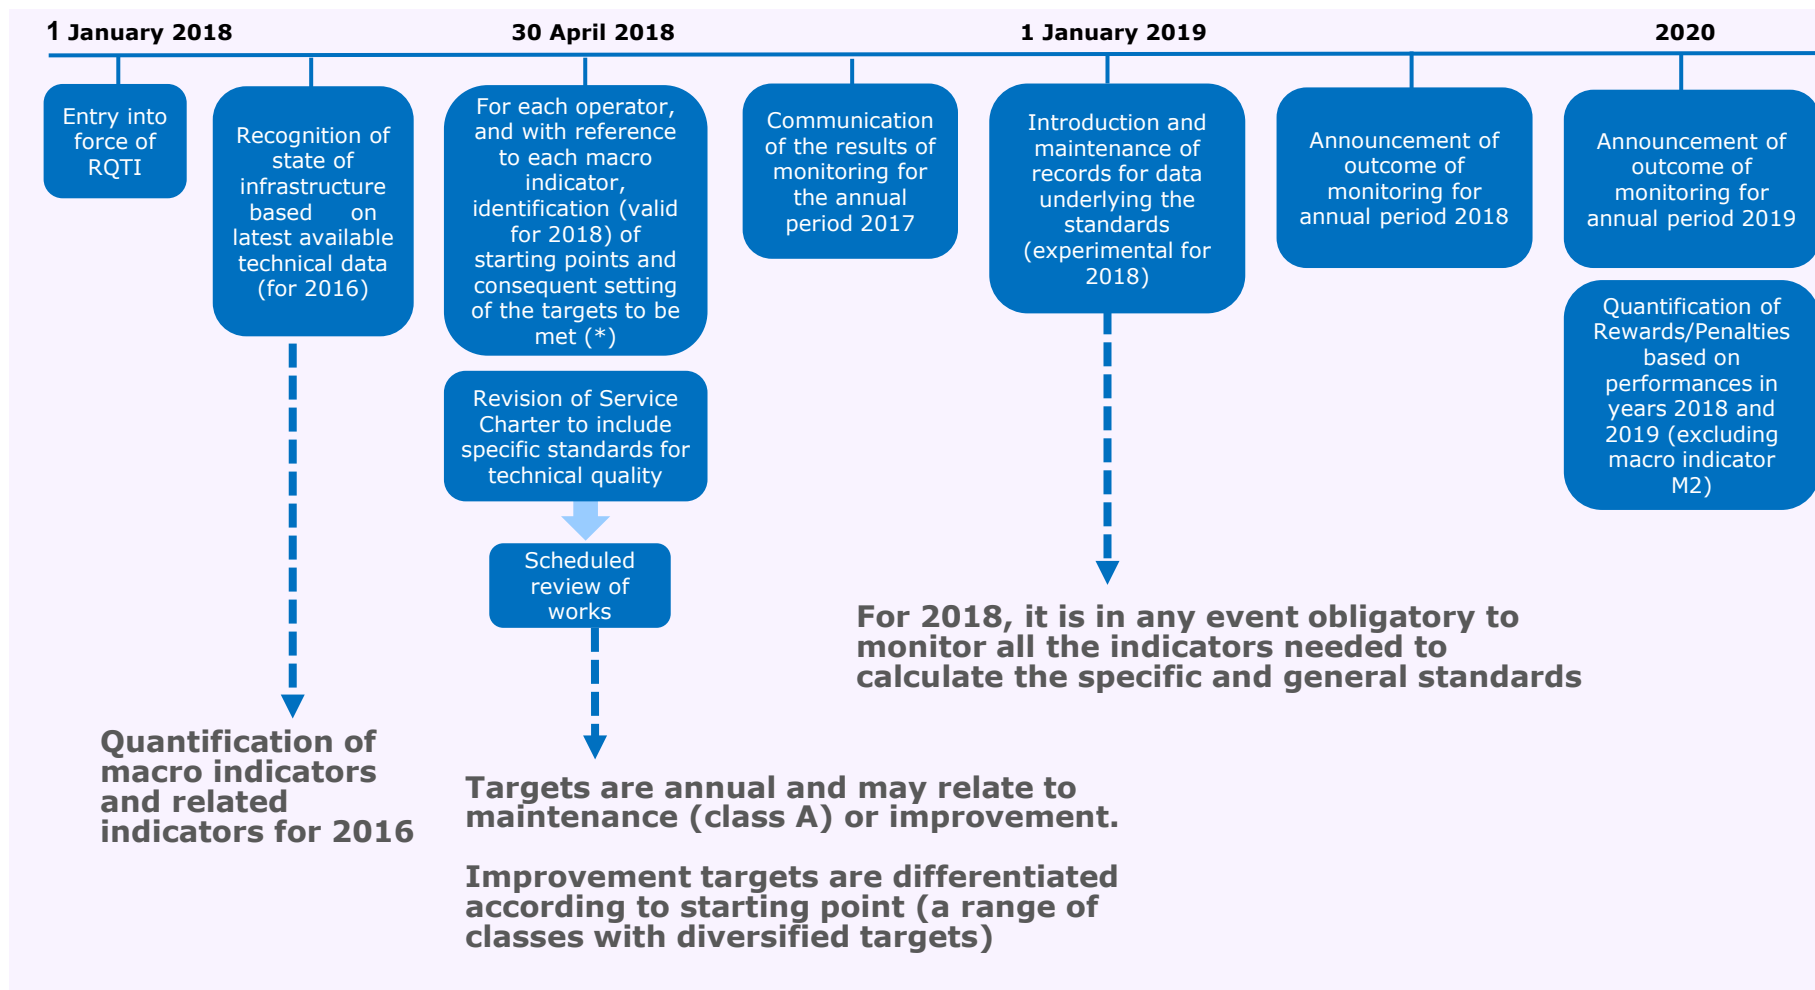 1 January 2018
30 April 2018
1 January 2019
2020
Entry into
force of
RQTI
Recognition of
state of
infrastructure
based on
latest available
technical data
(for 2016)
For each operator,
and with reference
to each macro
indicator,
identification (valid
for 2018) of
starting points and
consequent setting
of the targets to be
met (*)
Communication
of the results of
monitoring for
the annual
period 2017
Introduction and
maintenance of
records for data
underlying the
standards
(experimental for
2018)
Announcement of
outcome of
monitoring for
annual period 2018
Announcement of
outcome of
monitoring for
annual period 2019
Quantification of
Rewards/Penalties
based on
performances in
years 2018 and
2019 (excluding
macro indicator
M2)
Revision of Service
Charter to include
specific standards for
technical quality
Scheduled
review of
works
For 2018, it is in any event obligatory to
monitor all the indicators needed to
calculate the specific and general standards
Quantification of
macro indicators
and related
indicators for 2016
Targets are annual and may relate to
maintenance (class A) or improvement.
Improvement targets are differentiated
according to starting point (a range of
classes with diversified targets)